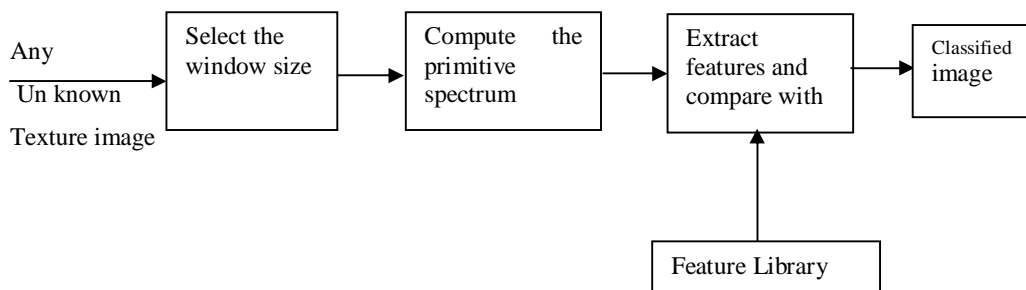 Any
Un known
Texture image
Select the
window size
Compute the
primitive
spectrum
Extract
features and
compare with
Classified
image
Feature Library